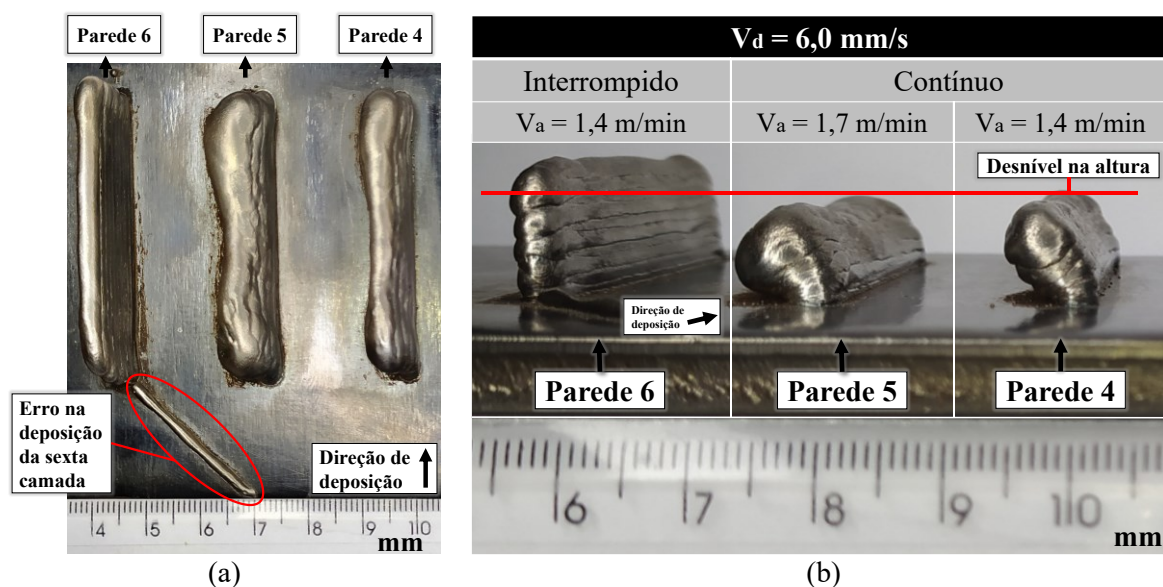 Parede 6
Parede 5
Parede 4
Erro na
deposição
da sexta
camada
Direção de
deposição
4 5 6 7 8 9 10
mm
(a)
Vd = 6,0 mm/s
Interrompido
Contínuo
Va = 1,4 m/min
Va = 1,7 m/min
Va = 1,4 m/min
Desnível na altura
Direção de
deposição
Parede 6
Parede 5
Parede 4
6 7 8 9 10
mm
(b)